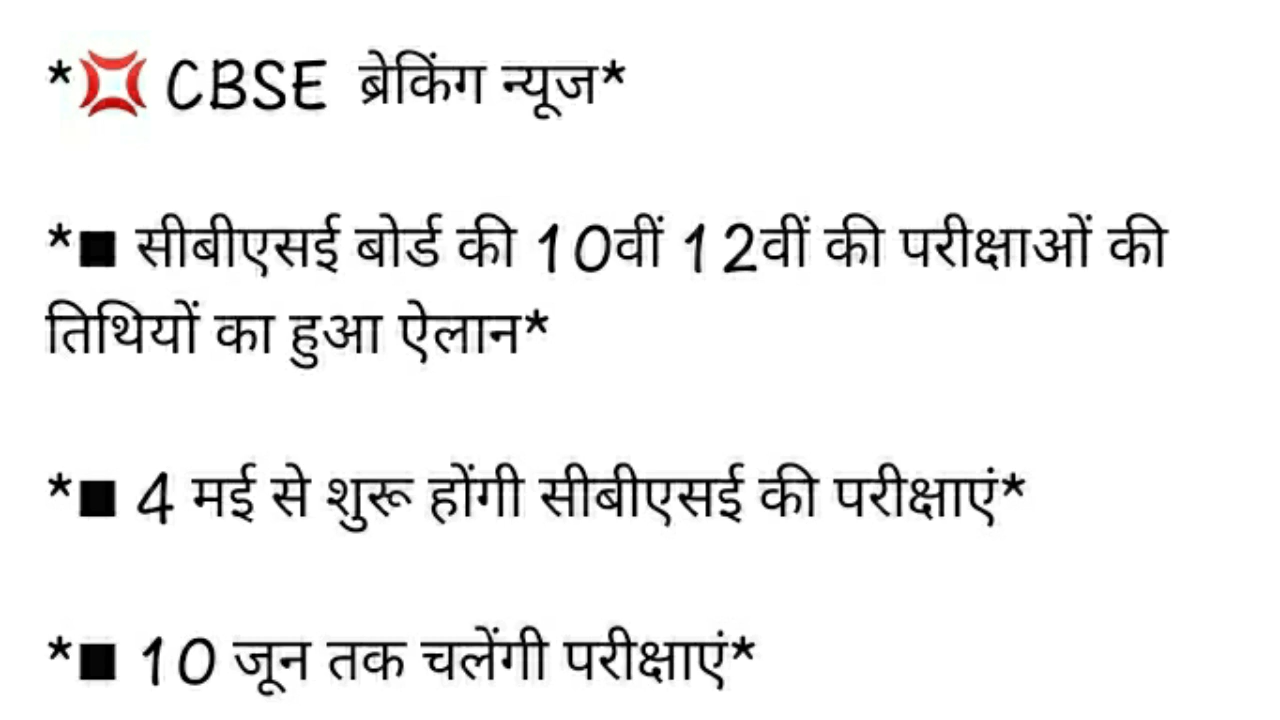 *💢 CBSE ब्रेकिंग न्यूज*
*■ सीबीएसई बोर्ड की 10वीं 12वीं की परीक्षाओं की
तिथियों का हुआ ऐलान*
*■ 4 मई से शुरू होंगी सीबीएसई की परीक्षाएं*
*■ 10 जून तक चलेंगी परीक्षाएं*